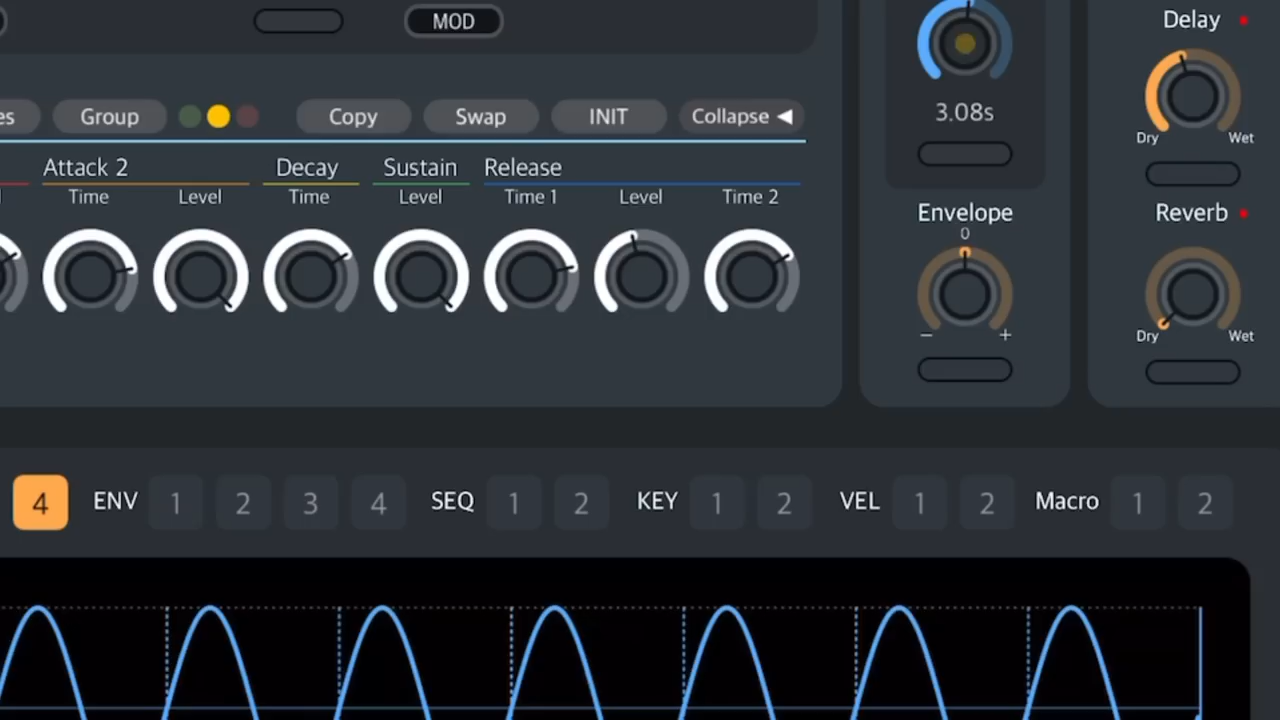 MOD
Group
Copy
Swap
INIT
Collapse ◀
Attack 2
Decay
Sustain
Release
Time
Level
Time
Level
Time 1
Level
Time 2
3.08s
Envelope
0
− +
Delay
Dry Wet
Reverb
Dry Wet
4 ENV 1 2 3 4 SEQ 1 2 KEY 1 2 VEL 1 2 Macro 1 2